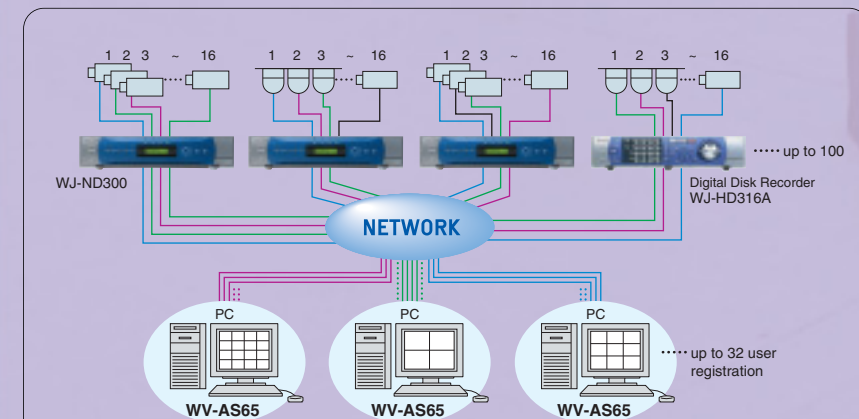 1 2 3 ~ 16
1 2 3 ~ 16
1 2 3 ~ 16
1 2 3 ~ 16
up to 100
WJ-ND300
Digital Disk Recorder
WJ-HD316A
NETWORK
PC
PC
PC
up to 32 user
registration
WV-AS65
WV-AS65
WV-AS65